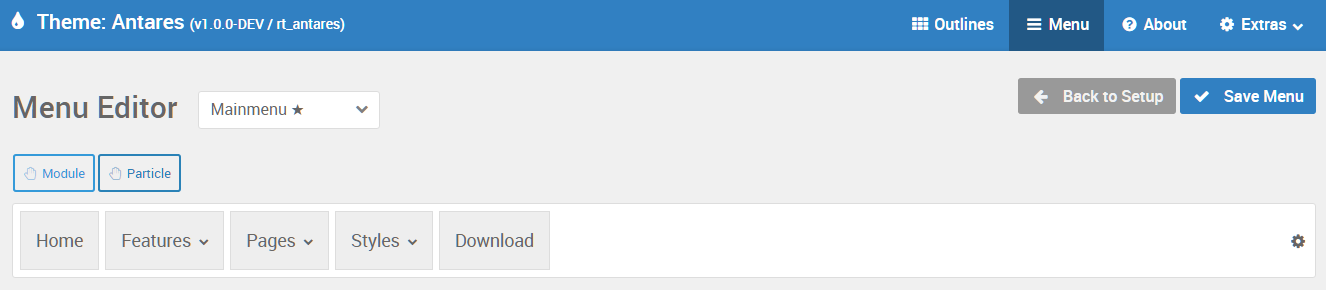 Theme: Antares (v1.0.0-DEV / rt_antares) Outlines Menu About Extras
Menu Editor Mainmenu ★ Back to Setup Save Menu
Module Particle
Home Features Pages Styles Download